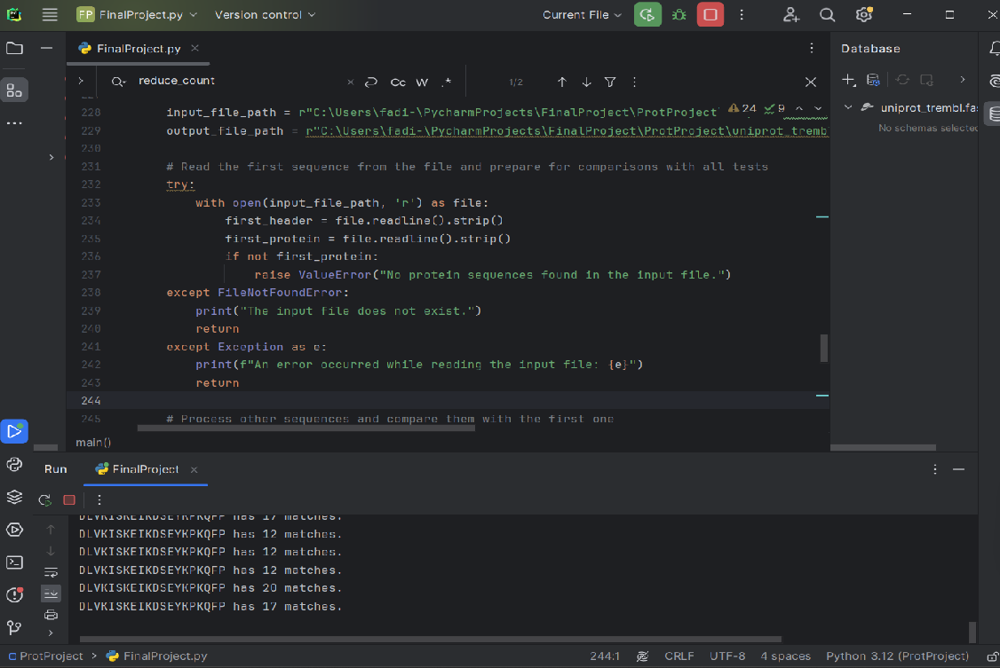 FP FinalProject.py Version control Current File
FinalProject.py Database
reduce_count Cc W .* 1/2
228 input_file_path = r"C:\Users\fadi-\PycharmProjects\FinalProject\ProtProject 24 9 uniprot_trembl.fas
229 output_file_path = r"C:\Users\fadi-\PycharmProjects\FinalProject\ProtProject\uniprot_tremb No schemas selected
230
231 # Read the first sequence from the file and prepare for comparisons with all tests
232 try:
233 with open(input_file_path, 'r') as file:
234 first_header = file.readline().strip()
235 first_protein = file.readline().strip()
236 if not first_protein:
237 raise ValueError("No protein sequences found in the input file.")
238 except FileNotFoundError:
239 print("The input file does not exist.")
240 return
241 except Exception as e:
242 print(f"An error occurred while reading the input file: {e}")
243 return
244
245 # Process other sequences and compare them with the first one
main()
Run FinalProject
DLVKISKEIKDSEYKPKQFP has 17 matches.
DLVKISKEIKDSEYKPKQFP has 12 matches.
DLVKISKEIKDSEYKPKQFP has 12 matches.
DLVKISKEIKDSEYKPKQFP has 12 matches.
DLVKISKEIKDSEYKPKQFP has 20 matches.
DLVKISKEIKDSEYKPKQFP has 17 matches.
ProtProject > FinalProject.py 244:1 CRLF UTF-8 4 spaces Python 3.12 (ProtProject)